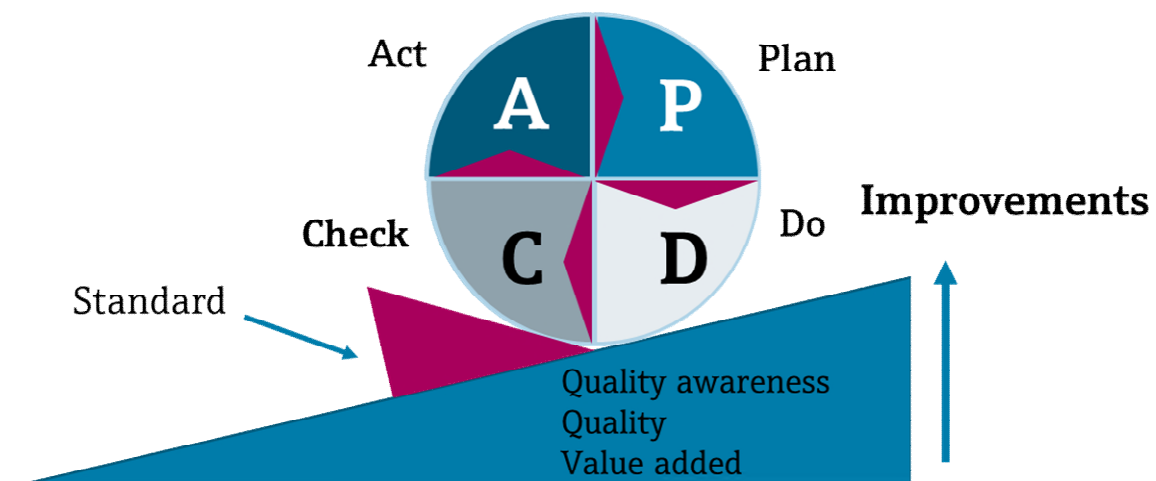 Act
Plan
A
P
Check
C
D
Do
Improvements
Standard
Quality awareness
Quality
Value added